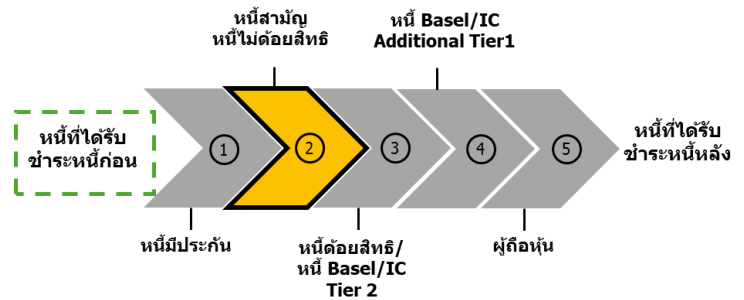 หนี้สามัญ
หนี้ไม่ด้อยสิทธิ
หนี้ Basel/IC
Additional Tier1
หนี้ที่ได้รับ
ชำระหนี้ก่อน
1
2
3
4
5
หนี้ที่ได้รับ
ชำระหนี้หลัง
หนี้มีประกัน
หนี้ด้อยสิทธิ/
หนี้ Basel/IC
Tier 2
ผู้ถือหุ้น